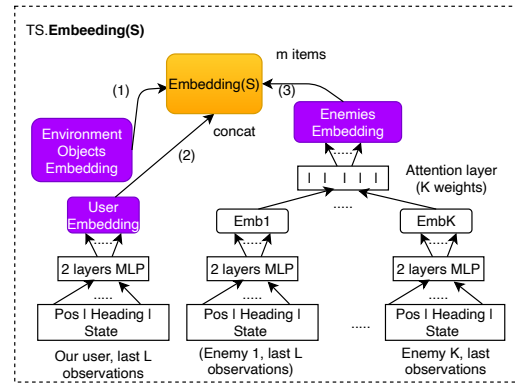 TS.Embeeding(S)
m items
(1)
Embedding(S)
(3)
concat
(2)
Enemies
Embedding
Environment
Objects
Embedding
.....
Attention layer
(K weights)
| | | | |
.....
User
Embedding
Emb1
EmbK
.....
.....
.....
2 layers MLP
2 layers MLP
2 layers MLP
.....
.....
.....
Pos | Heading |
State
Pos | Heading |
State
.....
Pos | Heading |
State
Our user, last L
observations
(Enemy 1, last L
observations)
Enemy K, last
observations